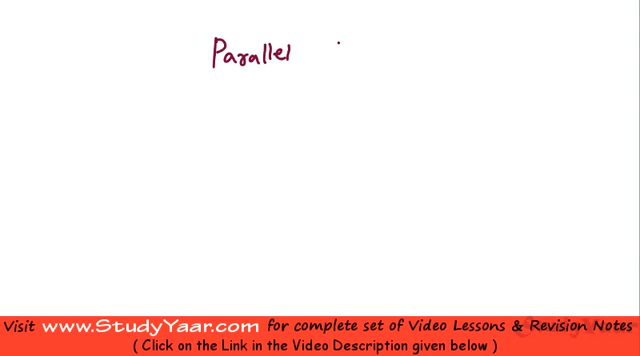 Parallel
Visit www.StudyYaar.com for complete set of Video Lessons & Revision Notes
( Click on the Link in the Video Description given below )